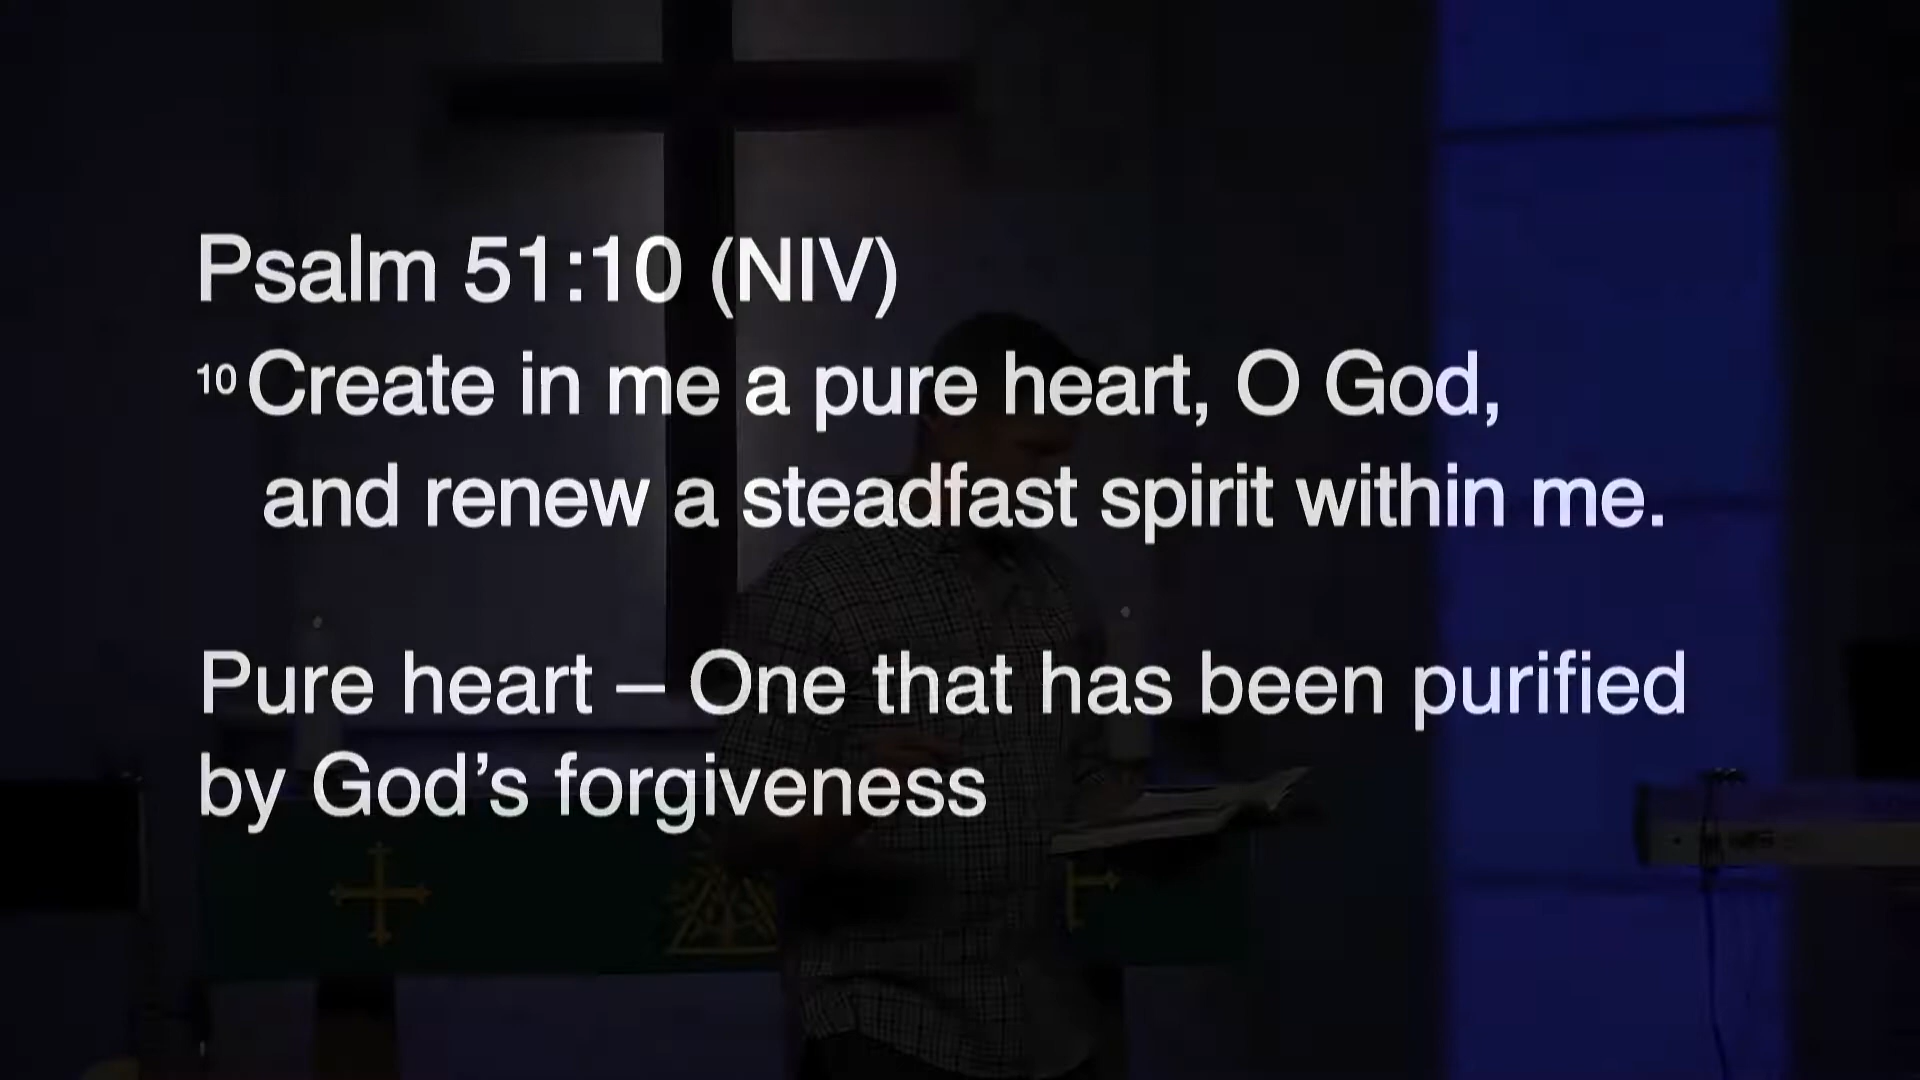 Psalm 51:10 (NIV)
10 Create in me a pure heart, O God,
and renew a steadfast spirit within me.
Pure heart – One that has been purified
by God’s forgiveness